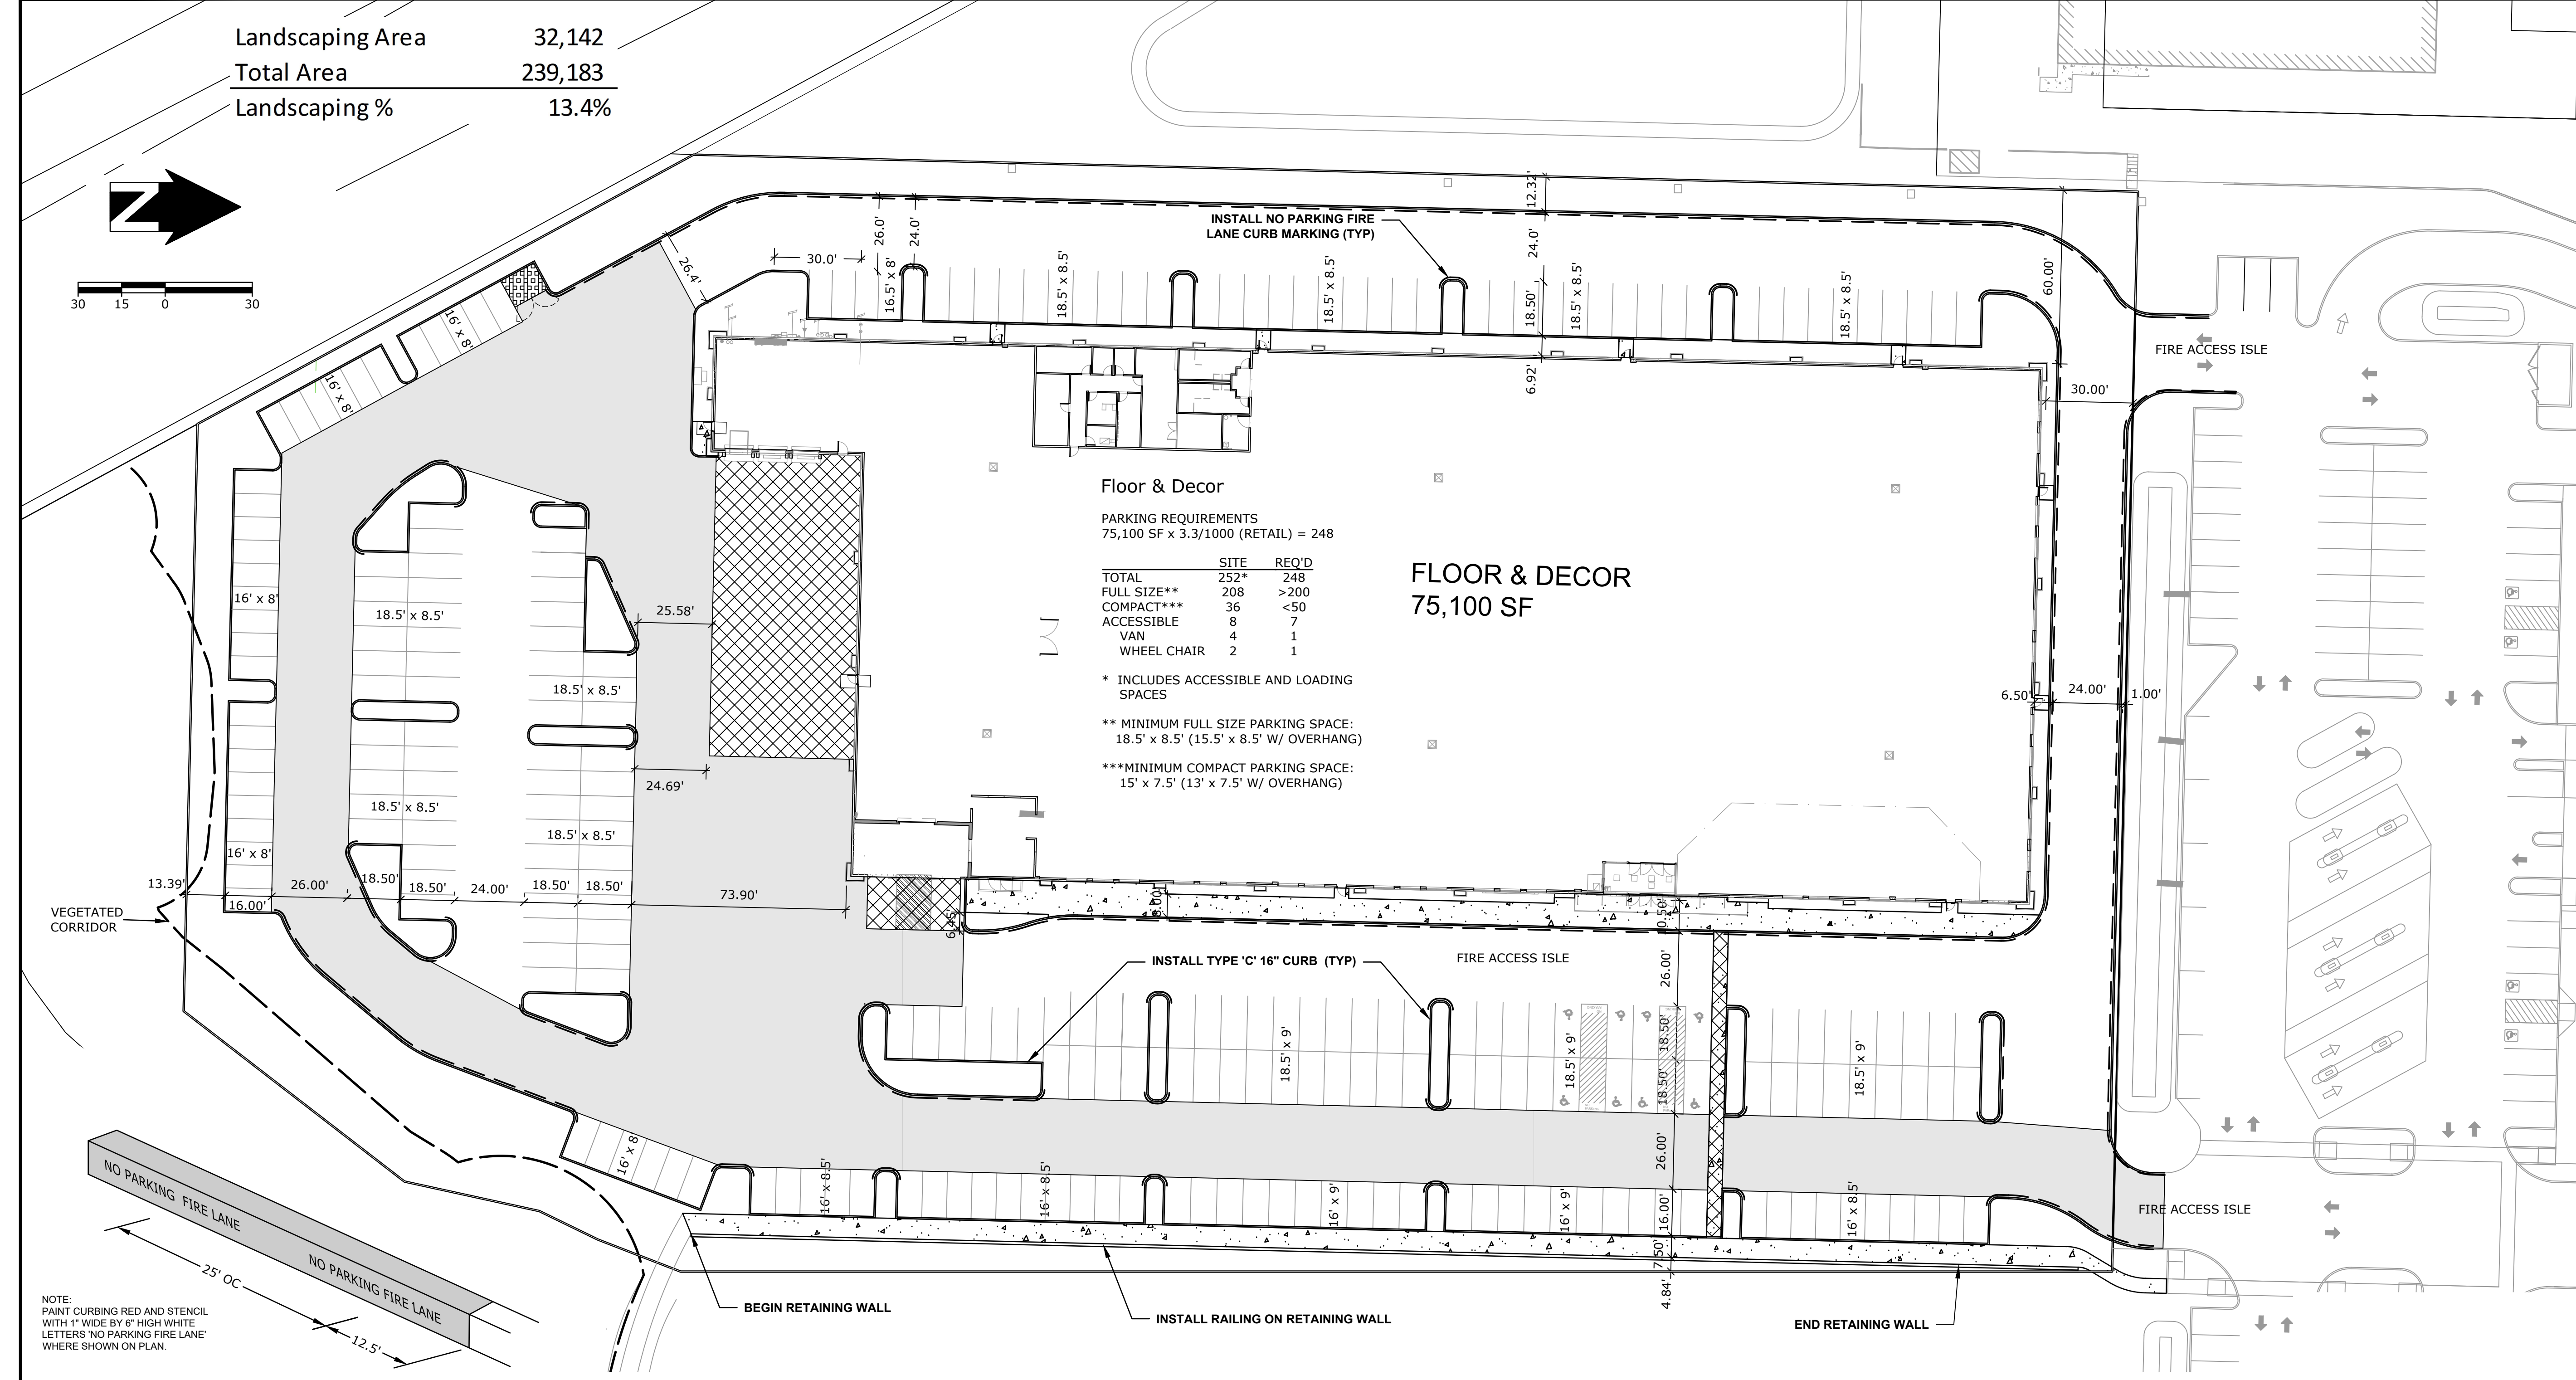 Landscaping Area 32,142
Total Area 239,183
Landscaping % 13.4%
N
30 15 0 30
26.4'
30.0'
26.0'
24.0'
16.5' x 8'
18.5' x 8.5'
INSTALL NO PARKING FIRE
LANE CURB MARKING (TYP)
18.5' x 8.5'
12.32'
24.0'
18.50'
6.92'
18.5' x 8.5'
18.5' x 8.5'
60.00'
FIRE ACCESS ISLE
30.00'
16' x 8'
16' x 8'
Floor & Decor
PARKING REQUIREMENTS
75,100 SF x 3.3/1000 (RETAIL) = 248
SITE REQ'D
TOTAL 252* 248
FULL SIZE** 208 >200
COMPACT*** 36 <50
ACCESSIBLE 8 7
VAN 4 1
WHEEL CHAIR 2 1
* INCLUDES ACCESSIBLE AND LOADING
SPACES
** MINIMUM FULL SIZE PARKING SPACE:
18.5' x 8.5' (15.5' x 8.5' W/ OVERHANG)
***MINIMUM COMPACT PARKING SPACE:
15' x 7.5' (13' x 7.5' W/ OVERHANG)
FLOOR & DECOR
75,100 SF
16' x 8'
18.5' x 8.5'
25.58'
18.5' x 8.5'
6.50'
24.00'
1.00'
24.69'
18.5' x 8.5'
18.5' x 8.5'
16' x 8'
13.39'
16.00'
26.00'
18.50'
18.50'
24.00'
18.50'
18.50'
73.90'
VEGETATED
CORRIDOR
10.50'
INSTALL TYPE 'C' 16" CURB (TYP)
FIRE ACCESS ISLE
26.00'
18.5' x 9'
18.5' x 9'
18.50'
18.50'
18.5' x 9'
26.00'
16' x 8
16' x 8.5'
16' x 8.5'
16' x 9'
16' x 9'
16.00'
7.50'
4.84'
16' x 8.5'
FIRE ACCESS ISLE
NO PARKING FIRE LANE
NO PARKING FIRE LANE
25' OC
12.5'
NOTE:
PAINT CURBING RED AND STENCIL
WITH 1" WIDE BY 6" HIGH WHITE
LETTERS 'NO PARKING FIRE LANE'
WHERE SHOWN ON PLAN.
BEGIN RETAINING WALL
INSTALL RAILING ON RETAINING WALL
END RETAINING WALL